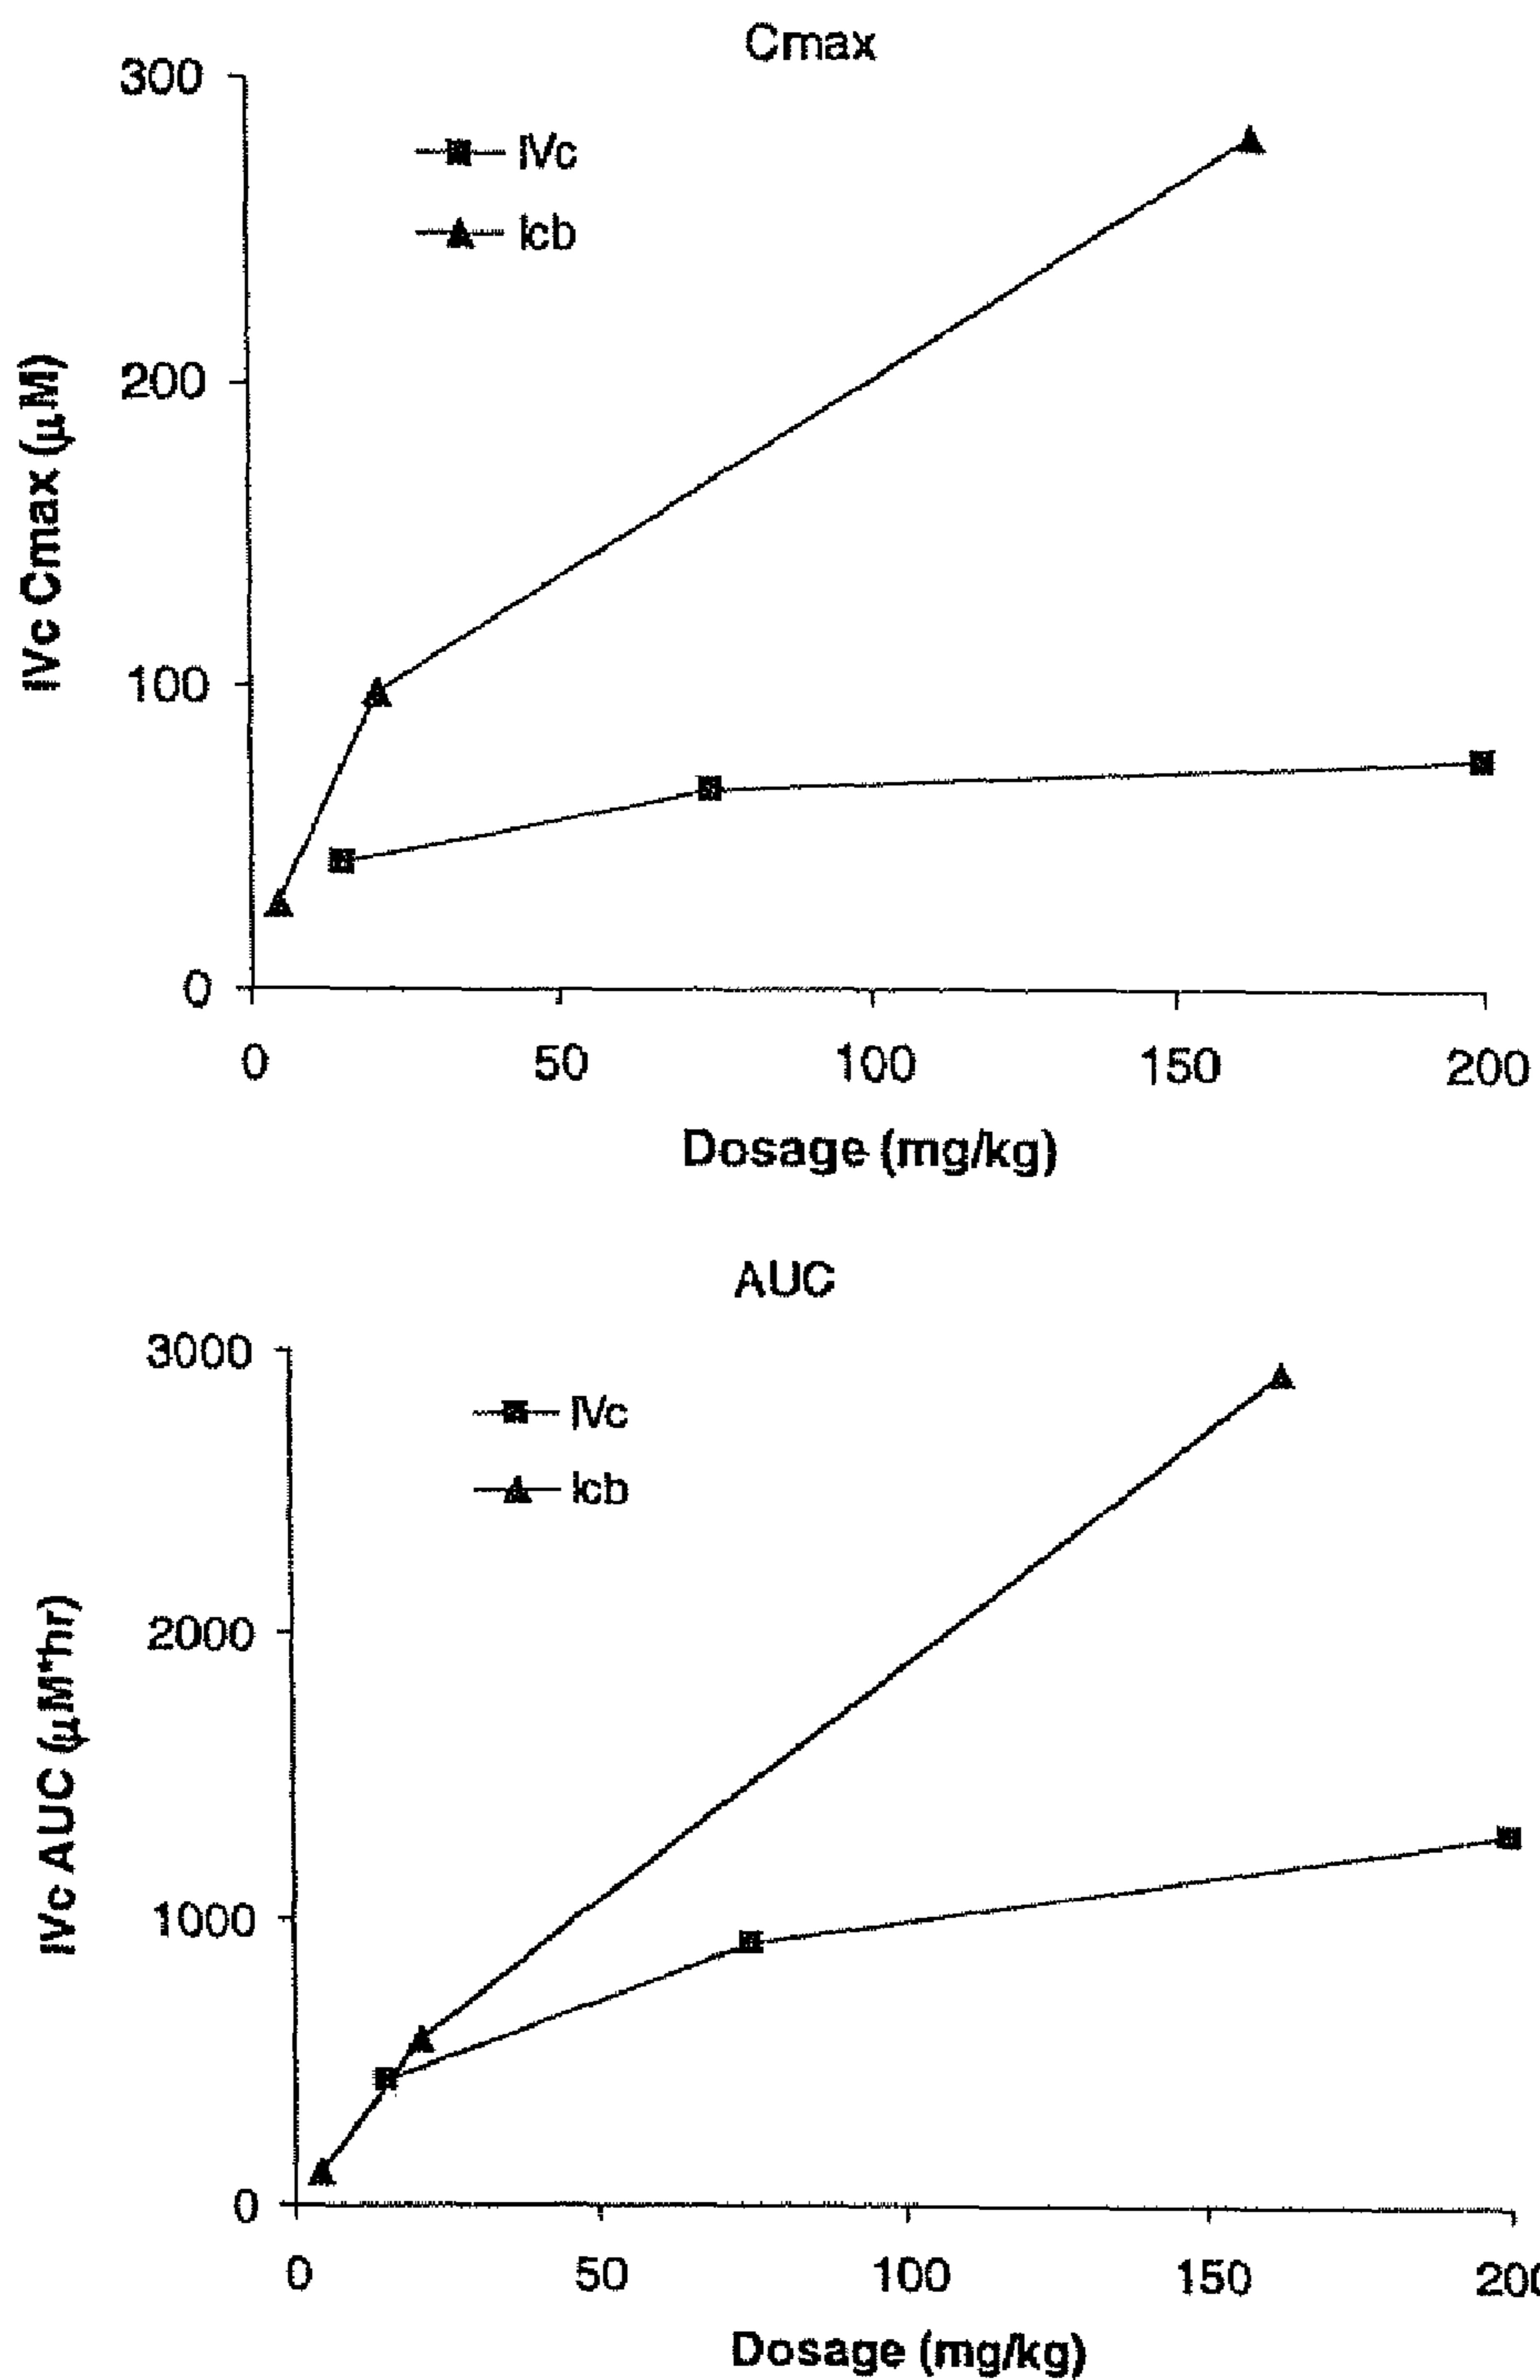 Cmax
300
IVc
Icb
200
100
0
IVc Cmax (μM)
0 50 100 150 200
Dosage (mg/kg)
AUC
3000
IVc
Icb
2000
1000
0
IVc AUC (μM*hr)
0 50 100 150 200
Dosage (mg/kg)